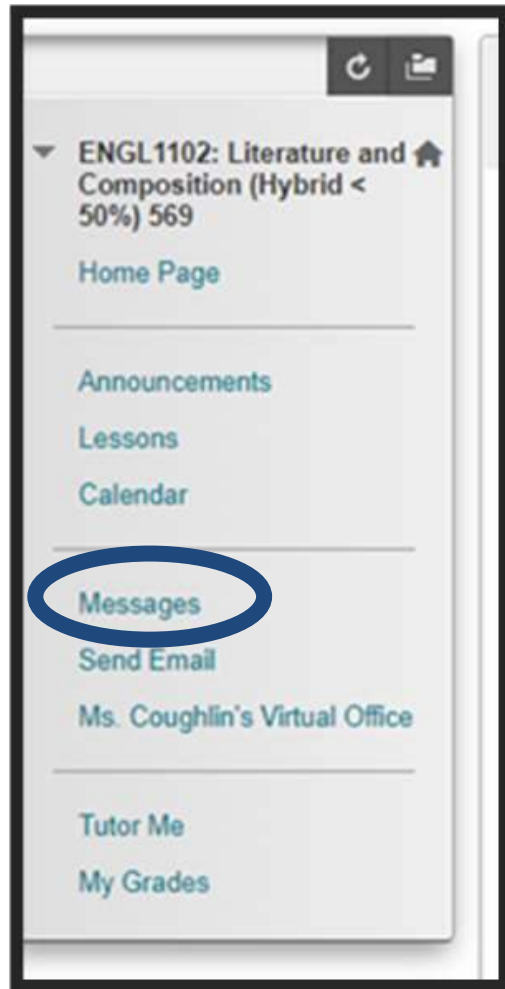 ENGL1102: Literature and
Composition (Hybrid <
50%) 569
Home Page
Announcements
Lessons
Calendar
Messages
Send Email
Ms. Coughlin's Virtual Office
Tutor Me
My Grades